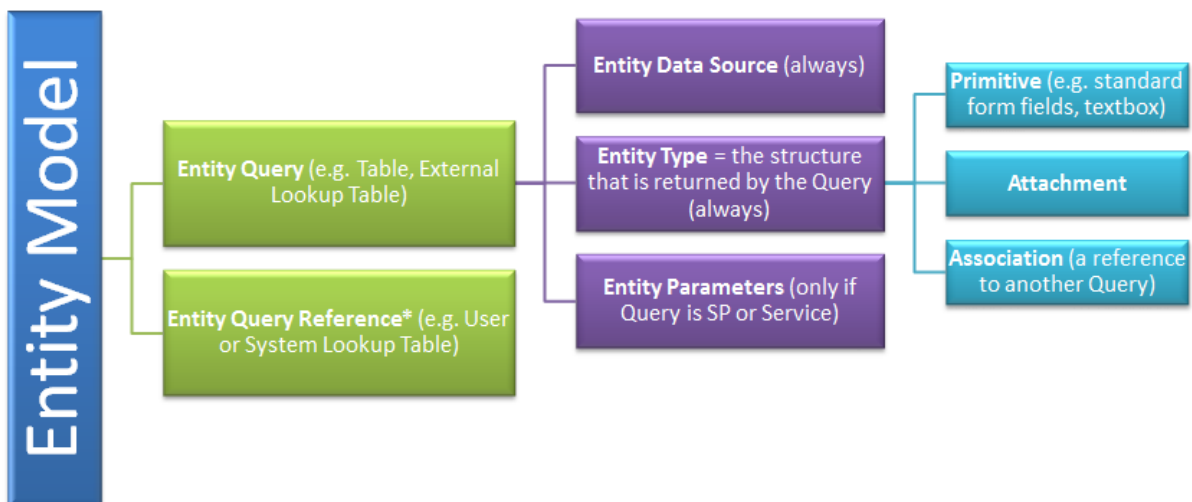 Entity Model
Entity Query (e.g. Table, External
Lookup Table)
Entity Query Reference* (e.g. User
or System Lookup Table)
Entity Data Source (always)
Entity Type = the structure
that is returned by the Query
(always)
Entity Parameters (only if
Query is SP or Service)
Primitive (e.g. standard
form fields, textbox)
Attachment
Association (a reference
to another Query)